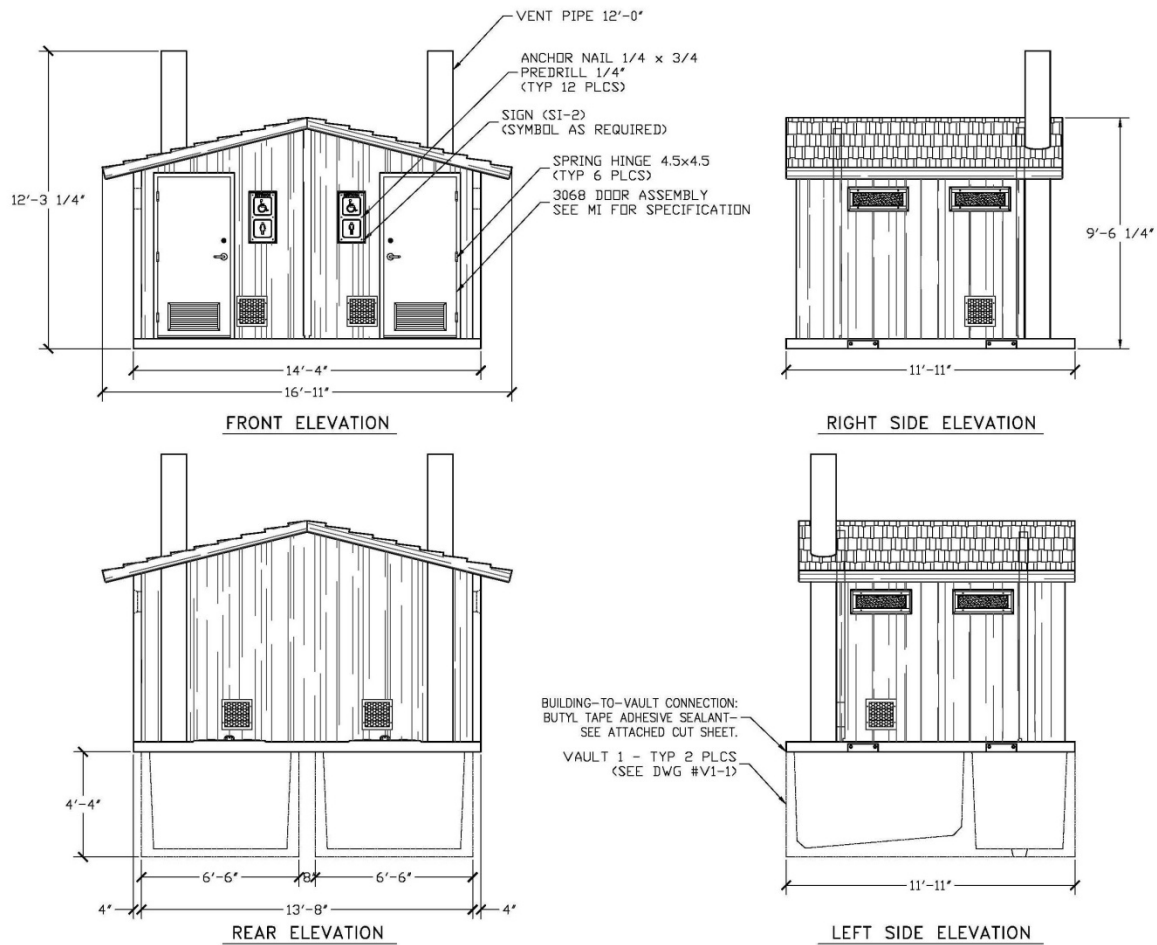 VENT PIPE 12'-0"
ANCHOR NAIL 1/4 x 3/4
PREDRILL 1/4"
(TYP 12 PLCS)
SIGN (SI-2)
(SYMBOL AS REQUIRED)
SPRING HINGE 4.5x4.5
(TYP 6 PLCS)
3068 DOOR ASSEMBLY
SEE MI FOR SPECIFICATION
12'-3 1/4"
14'-4"
16'-11"
FRONT ELEVATION
9'-6 1/4"
11'-11"
RIGHT SIDE ELEVATION
4'-4"
6'-6"
8"
6'-6"
4"
13'-8"
4"
REAR ELEVATION
BUILDING-TO-VAULT CONNECTION:
BUTYL TAPE ADHESIVE SEALANT-
SEE ATTACHED CUT SHEET.
VAULT 1 - TYP 2 PLCS
(SEE DWG #V1-1)
11'-11"
LEFT SIDE ELEVATION